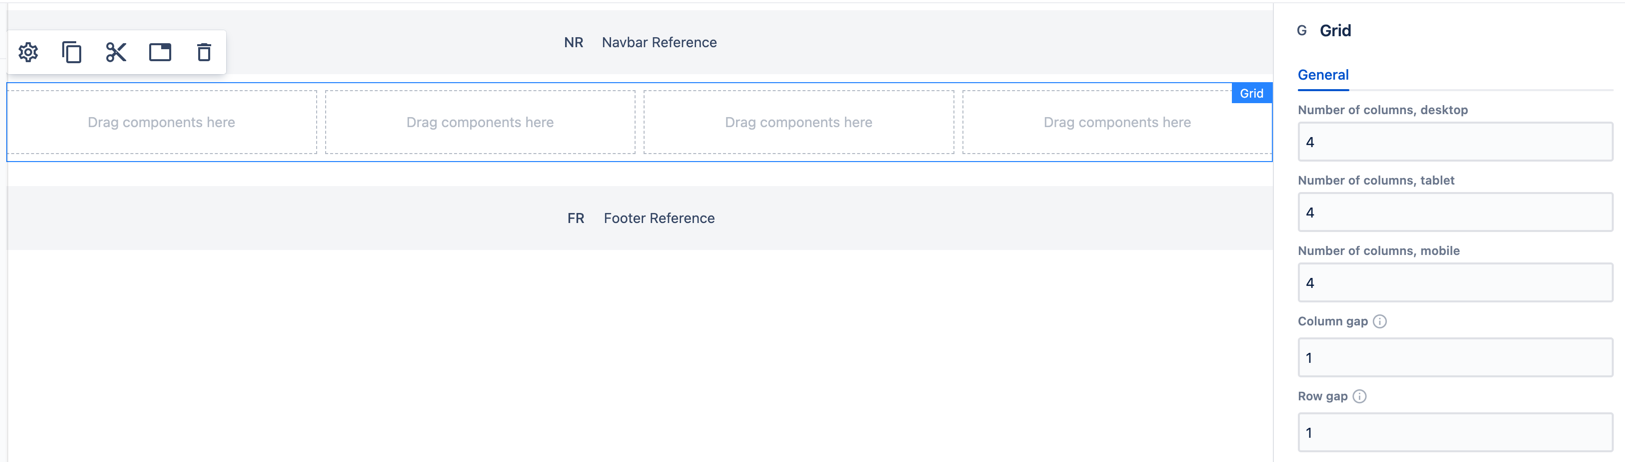 NR Navbar Reference
Grid
Drag components here Drag components here Drag components here Drag components here
FR Footer Reference
G Grid
General
Number of columns, desktop
4
Number of columns, tablet
4
Number of columns, mobile
4
Column gap
1
Row gap
1